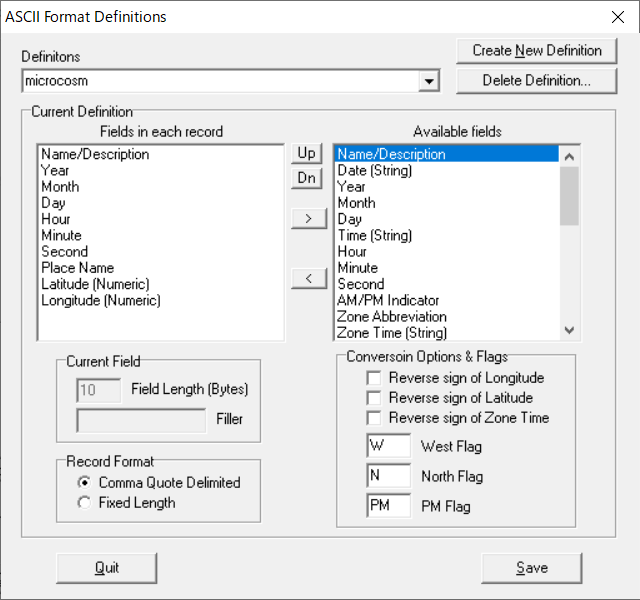 ASCII Format Definitions
Definitons
microcosm
Create New Definition
Delete Definition...
Current Definition
Fields in each record
Name/Description
Year
Month
Day
Hour
Minute
Second
Place Name
Latitude (Numeric)
Longitude (Numeric)
Up
Dn
>
<
Available fields
Name/Description
Date (String)
Year
Month
Day
Time (String)
Hour
Minute
Second
AM/PM Indicator
Zone Abbreviation
Zone Time (String)
Current Field
10 Field Length (Bytes)
Filler
Record Format
Comma Quote Delimited
Fixed Length
Conversoin Options & Flags
Reverse sign of Longitude
Reverse sign of Latitude
Reverse sign of Zone Time
W West Flag
N North Flag
PM PM Flag
Quit
Save